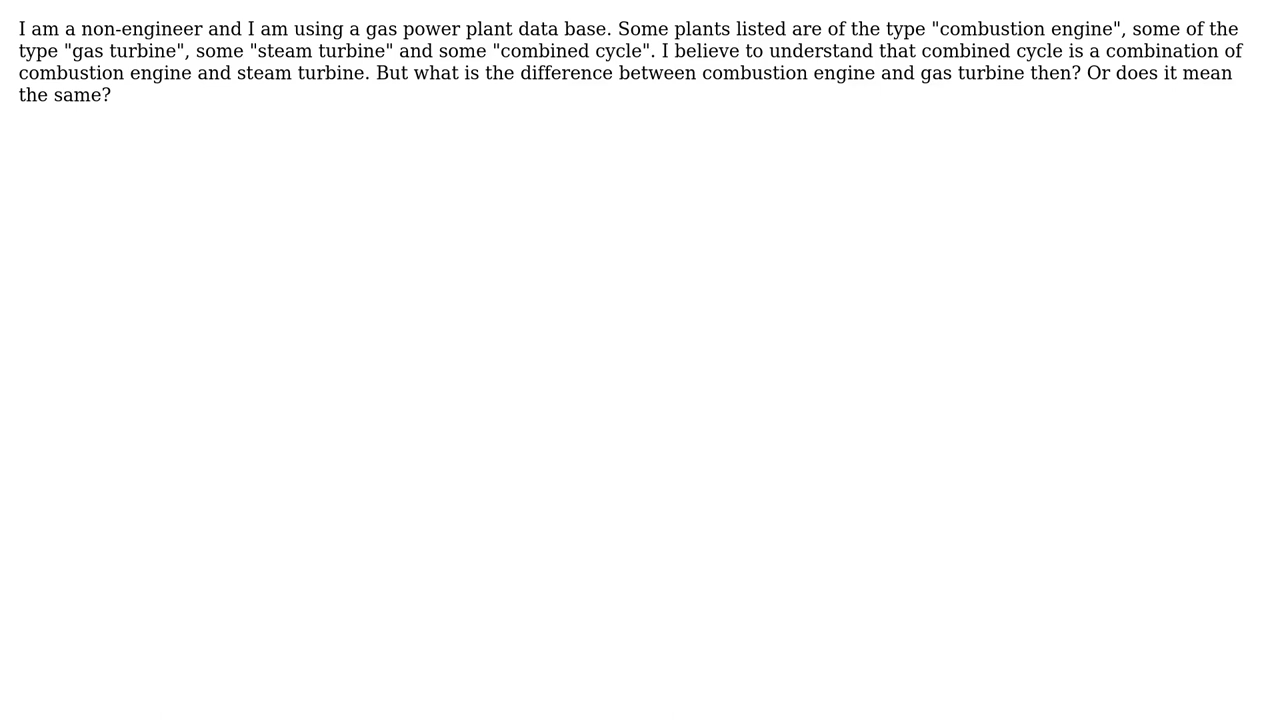 I am a non-engineer and I am using a gas power plant data base. Some plants listed are of the type "combustion engine", some of the
type "gas turbine", some "steam turbine" and some "combined cycle". I believe to understand that combined cycle is a combination of
combustion engine and steam turbine. But what is the difference between combustion engine and gas turbine then? Or does it mean
the same?